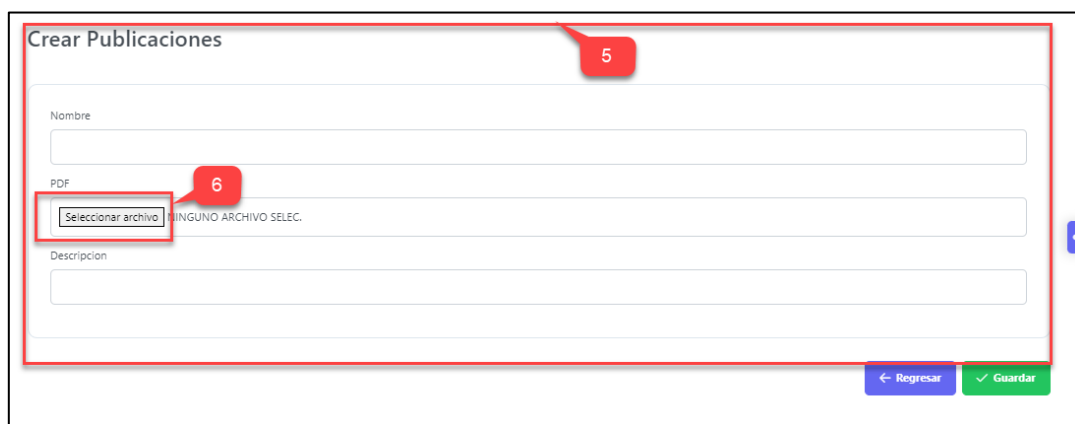 Crear Publicaciones
5
Nombre
PDF
6
Seleccionar archivo NINGUNO ARCHIVO SELEC.
Descripcion
← Regresar ✓ Guardar